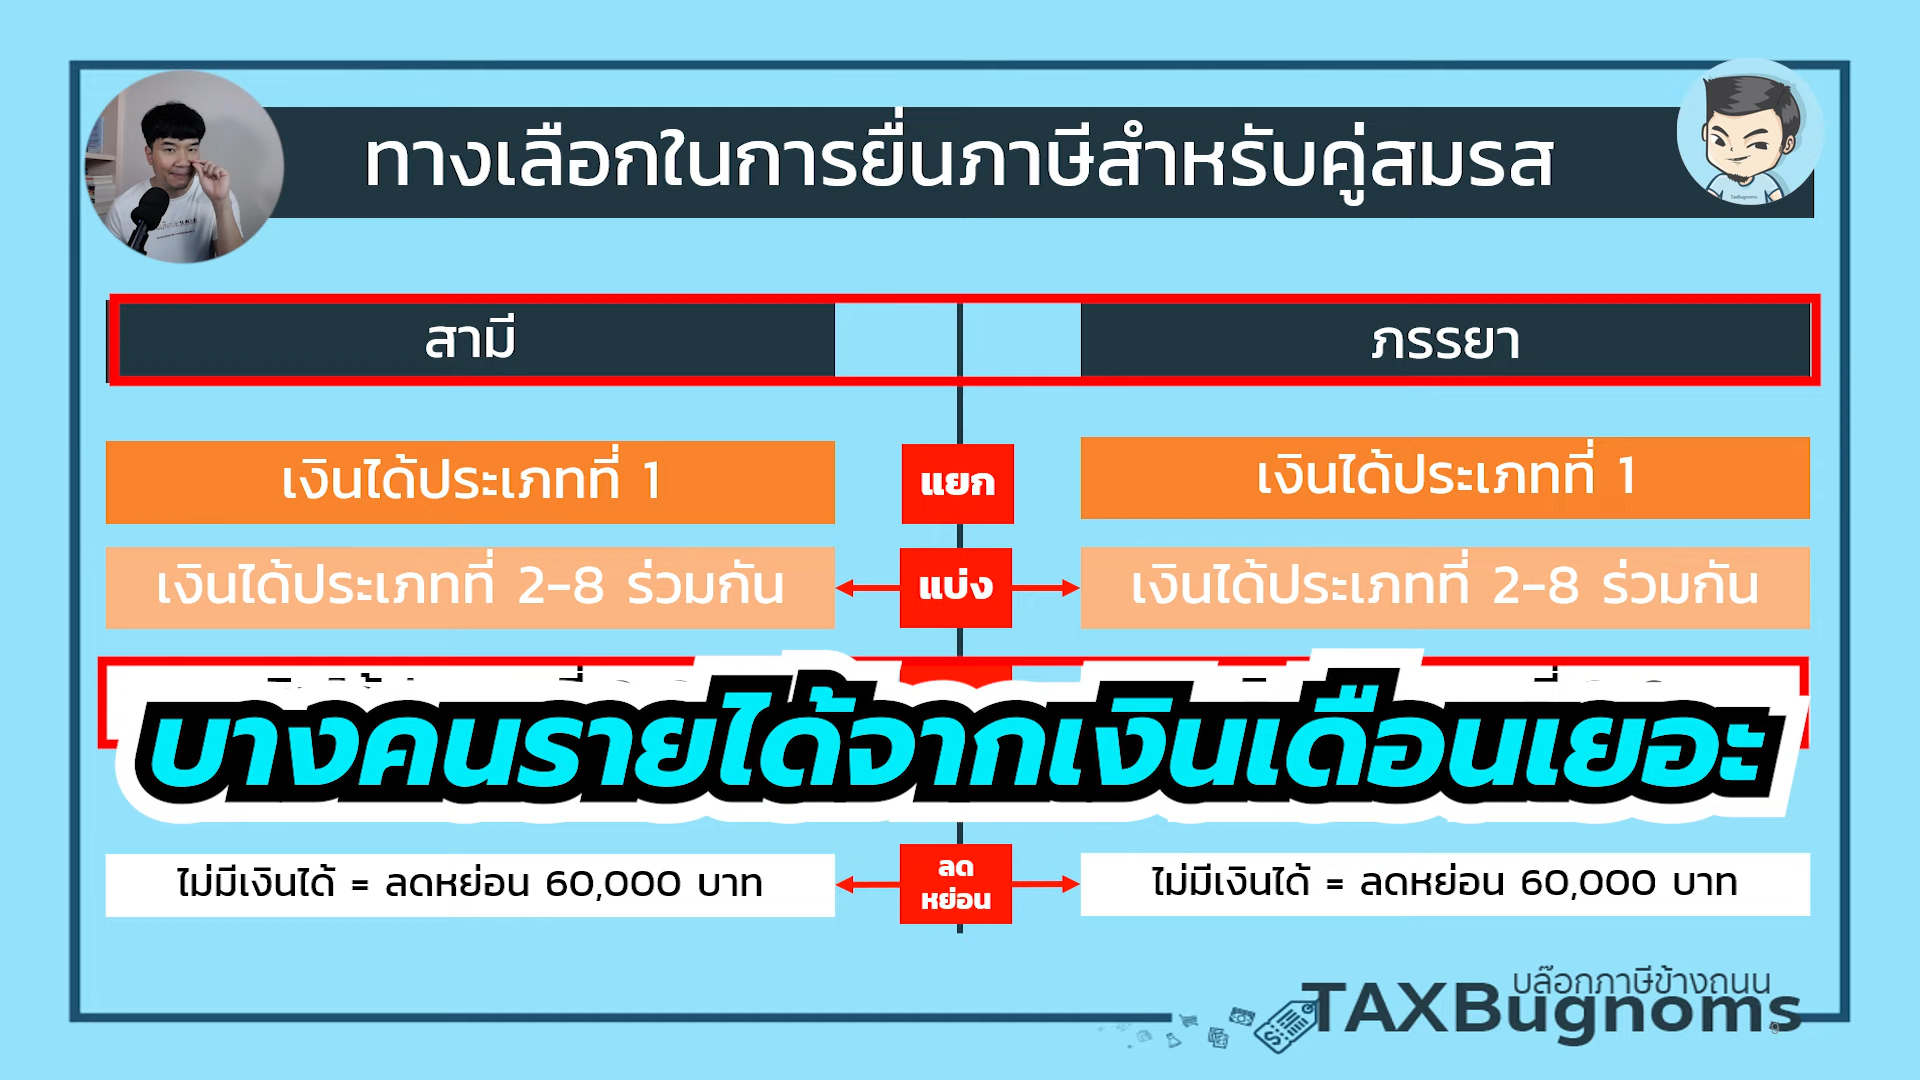 ทางเลือกในการยื่นภาษีสำหรับคู่สมรส
สามี
ภรรยา
เงินได้ประเภทที่ 1
แยก
เงินได้ประเภทที่ 1
เงินได้ประเภทที่ 2-8 ร่วมกัน
แบ่ง
เงินได้ประเภทที่ 2-8 ร่วมกัน
บางคนรายได้จากเงินเดือนเยอะ
ไม่มีเงินได้ = ลดหย่อน 60,000 บาท
ลด
หย่อน
ไม่มีเงินได้ = ลดหย่อน 60,000 บาท
บล๊อกภาษีข้างถนน
TAXBugnoms
9